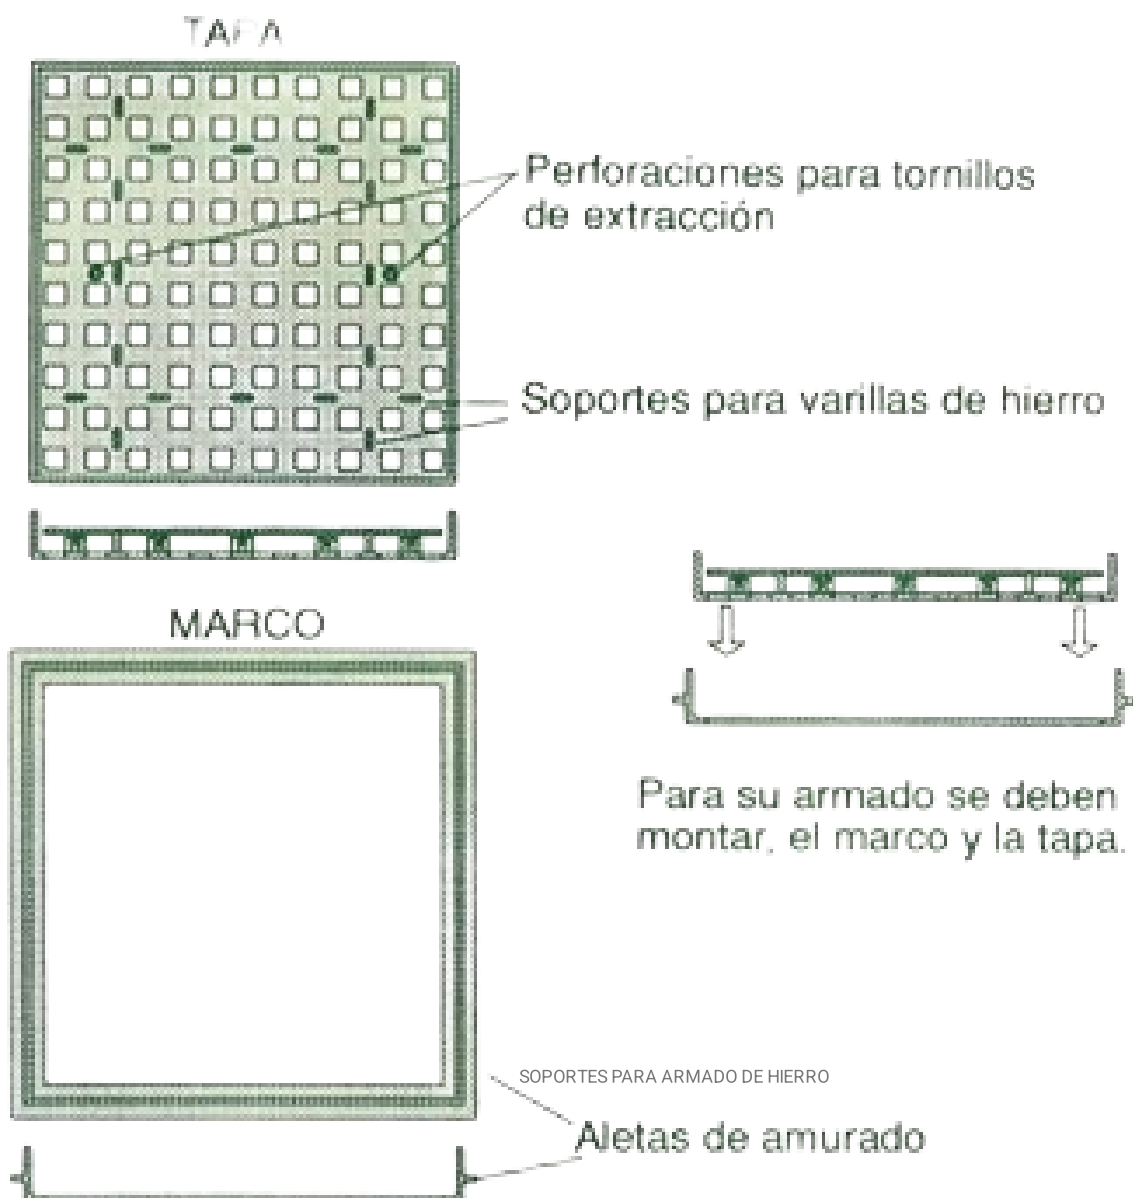 TAPA
Perforaciones para tornillos
de extracción
Soportes para varillas de hierro
MARCO
Para su armado se deben
montar, el marco y la tapa.
SOPORTES PARA ARMADO DE HIERRO
Aletas de amurado